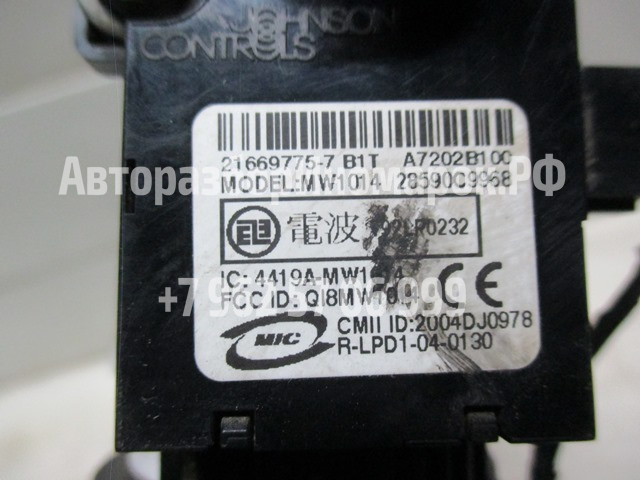 JOHNSON
CONTROLS
21669775-7 B1T A7202B100
MODEL:MW1014 28590C9968
電波
IC: 4419A-MW1014
FCC ID:
CMII ID:2004DJ0978
MIC
R-LPD1-04-0130
CE